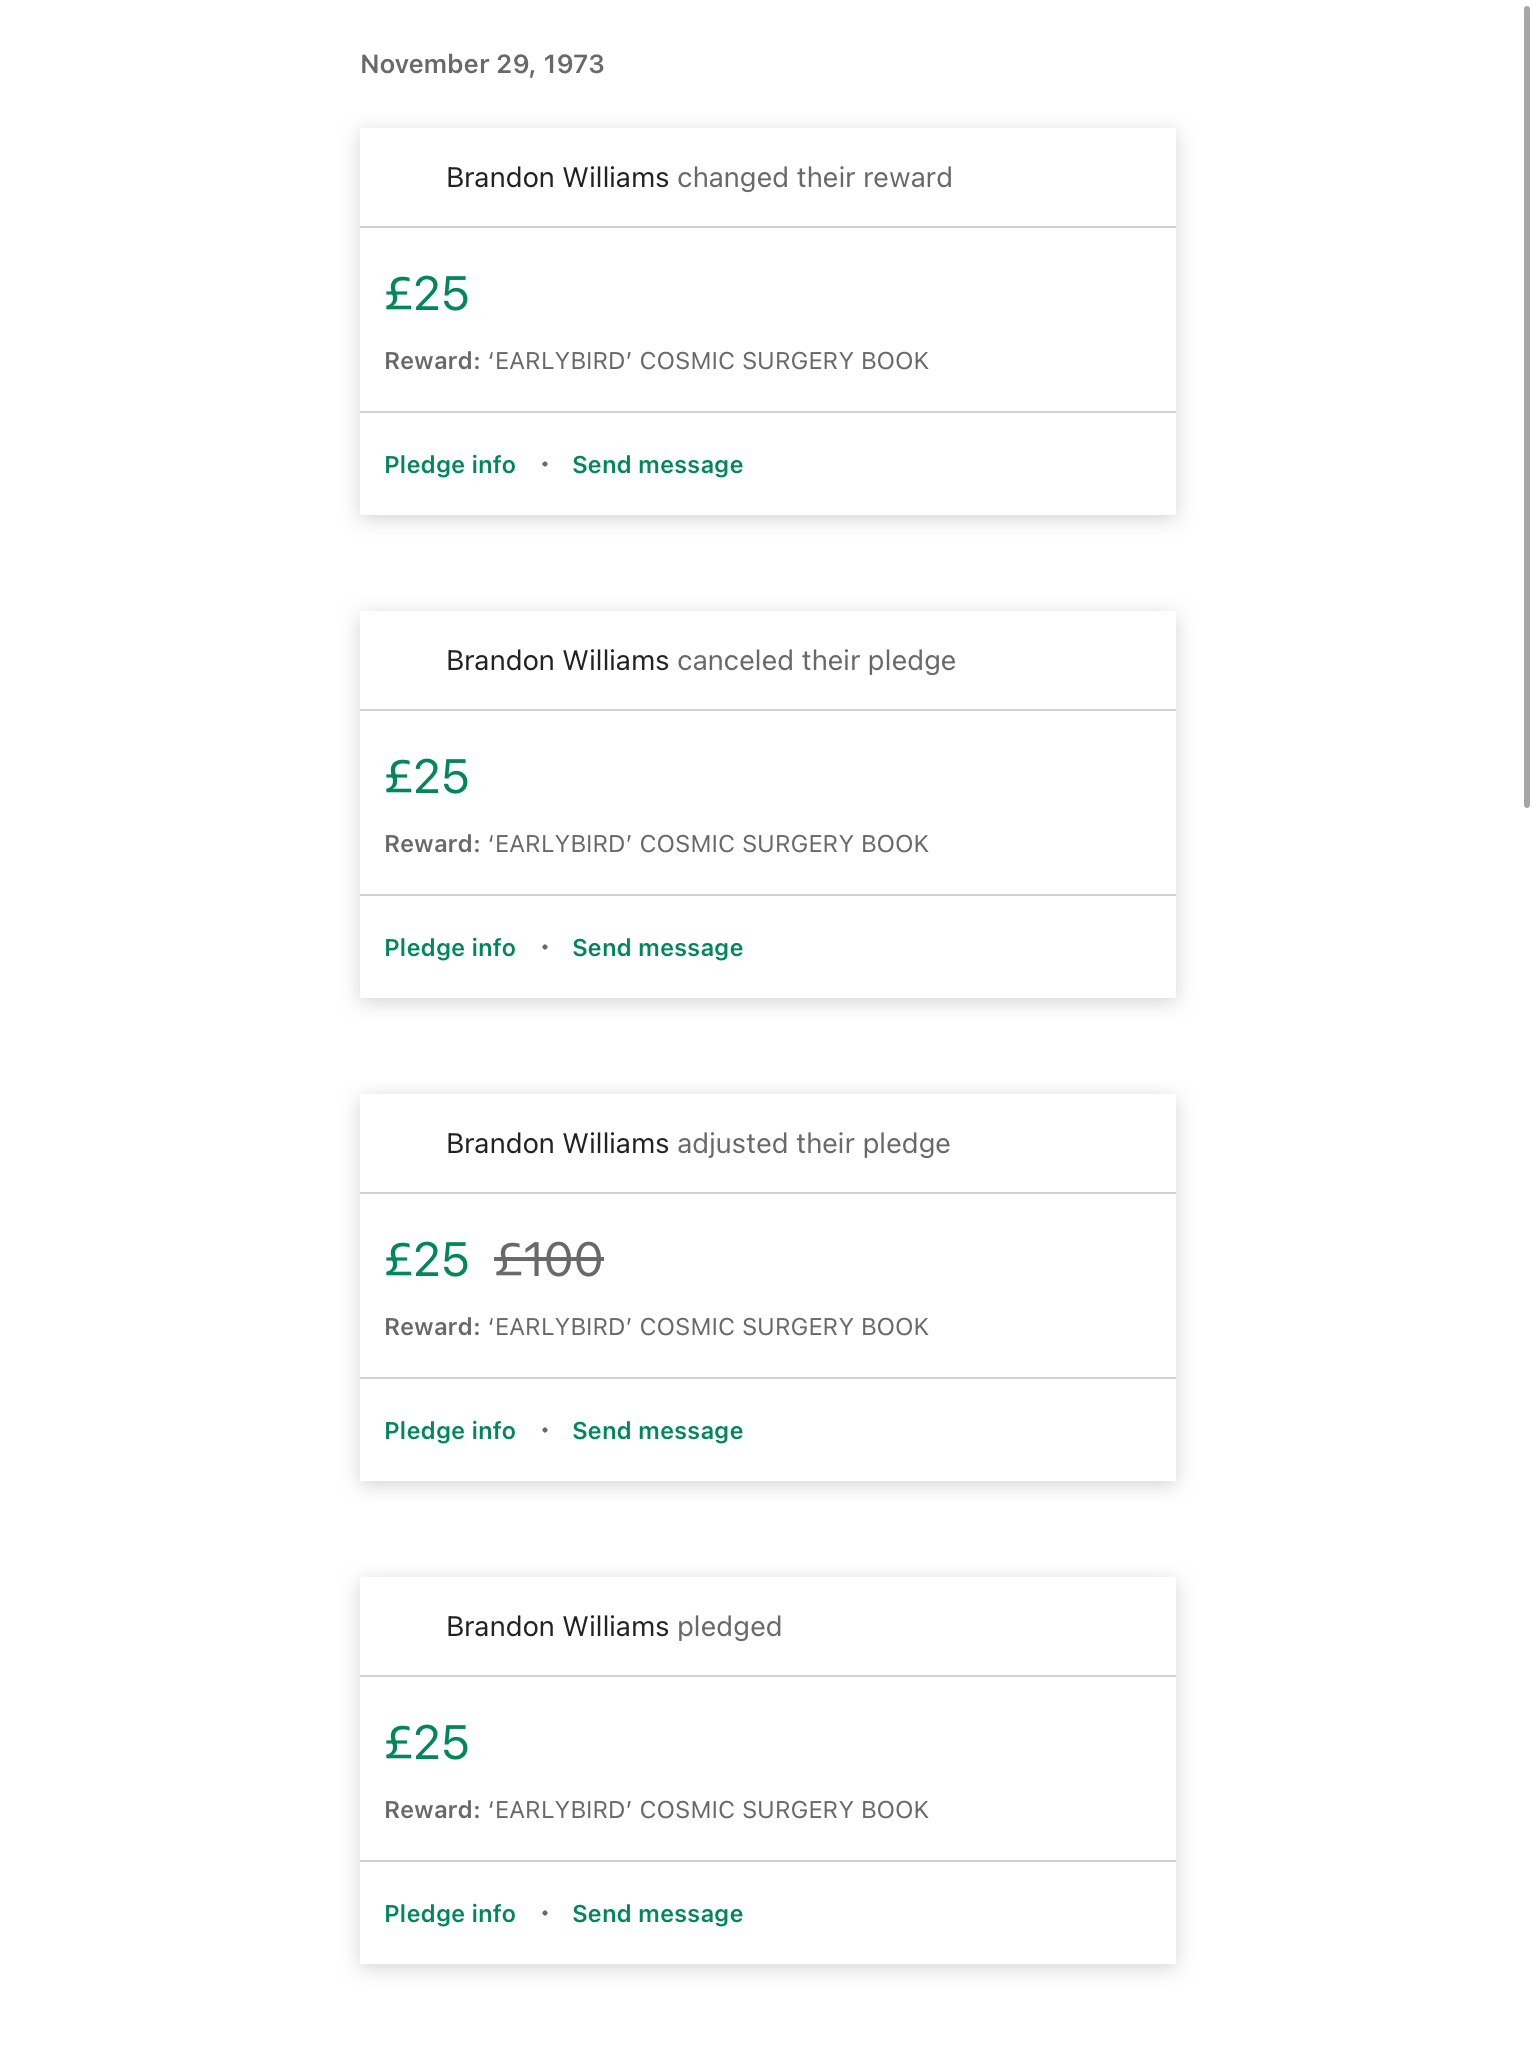 November 29, 1973
Brandon Williams changed their reward
£25
Reward: ‘EARLYBIRD’ COSMIC SURGERY BOOK
Pledge info • Send message
Brandon Williams canceled their pledge
£25
Reward: ‘EARLYBIRD’ COSMIC SURGERY BOOK
Pledge info • Send message
Brandon Williams adjusted their pledge
£25 £100
Reward: ‘EARLYBIRD’ COSMIC SURGERY BOOK
Pledge info • Send message
Brandon Williams pledged
£25
Reward: ‘EARLYBIRD’ COSMIC SURGERY BOOK
Pledge info • Send message